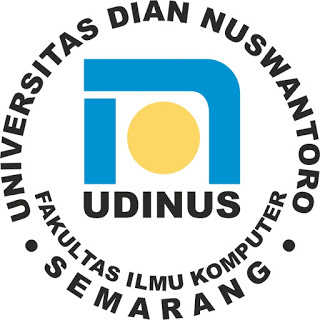 UNIVERSITAS DIAN NUSWANTORO
UDINUS
FAKULTAS ILMU KOMPUTER
• SEMARANG •